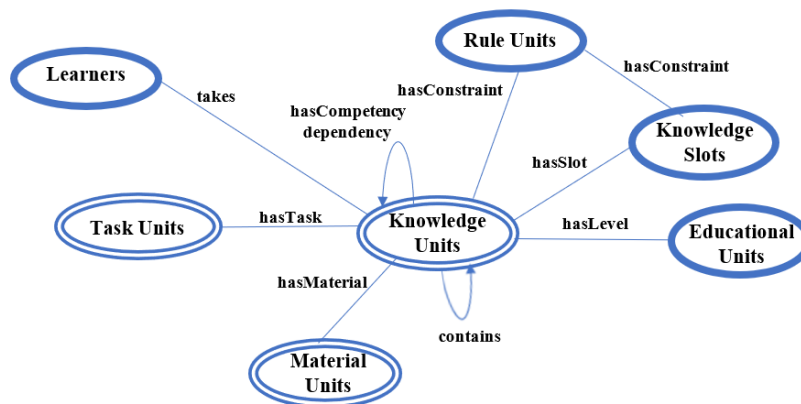 Rule Units
Learners
hasConstraint
takes
hasConstraint
hasCompetency
dependency
Knowledge
Slots
hasSlot
Task Units
hasTask
Knowledge
Units
hasLevel
Educational
Units
hasMaterial
contains
Material
Units